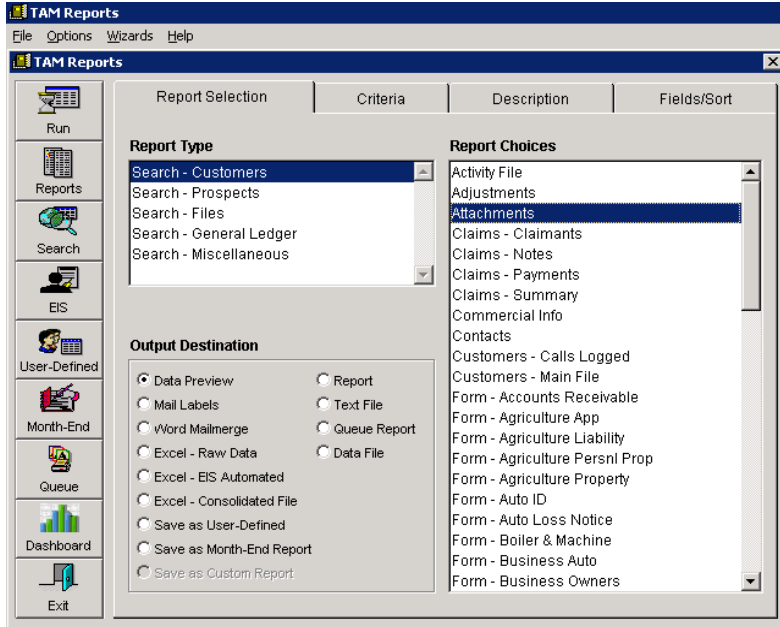 TAM Reports
File Options Wizards Help
TAM Reports
Run
Reports
Search
EIS
User-Defined
Month-End
Queue
Dashboard
Exit
Report Selection
Criteria
Description
Fields/Sort
Report Type
Search - Customers
Search - Prospects
Search - Files
Search - General Ledger
Search - Miscellaneous
Output Destination
Data Preview
Mail Labels
Word Mailmerge
Excel - Raw Data
Excel - EIS Automated
Excel - Consolidated File
Save as User-Defined
Save as Month-End Report
Save as Custom Report
Report
Text File
Queue Report
Data File
Report Choices
Activity File
Adjustments
Attachments
Claims - Claimants
Claims - Notes
Claims - Payments
Claims - Summary
Commercial Info
Contacts
Customers - Calls Logged
Customers - Main File
Form - Accounts Receivable
Form - Agriculture App
Form - Agriculture Liability
Form - Agriculture Persnl Prop
Form - Agriculture Property
Form - Auto ID
Form - Auto Loss Notice
Form - Boiler & Machine
Form - Business Auto
Form - Business Owners